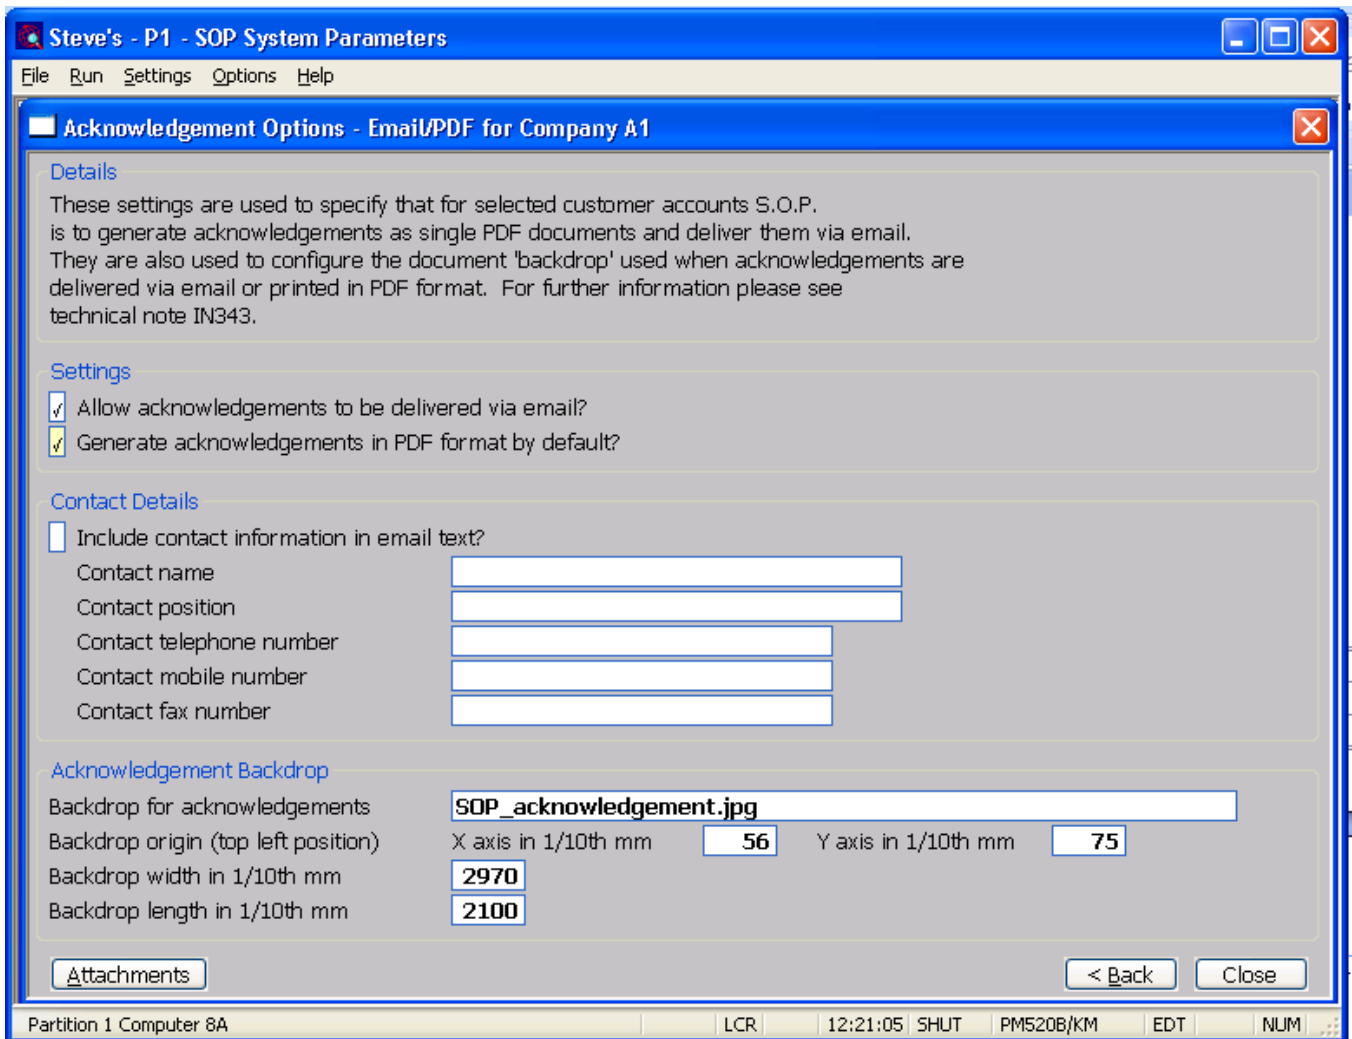 Steve's - P1 - SOP System Parameters
File Run Settings Options Help
Acknowledgement Options - Email/PDF for Company A1
Details
These settings are used to specify that for selected customer accounts S.O.P.
is to generate acknowledgements as single PDF documents and deliver them via email.
They are also used to configure the document 'backdrop' used when acknowledgements are
delivered via email or printed in PDF format. For further information please see
technical note IN343.
Settings
Allow acknowledgements to be delivered via email?
Generate acknowledgements in PDF format by default?
Contact Details
Include contact information in email text?
Contact name
Contact position
Contact telephone number
Contact mobile number
Contact fax number
Acknowledgement Backdrop
Backdrop for acknowledgements SOP_acknowledgement.jpg
Backdrop origin (top left position) X axis in 1/10th mm 56 Y axis in 1/10th mm 75
Backdrop width in 1/10th mm 2970
Backdrop length in 1/10th mm 2100
Attachments < Back Close
Partition 1 Computer 8A LCR 12:21:05 SHUT PM520B/KM EDT NUM